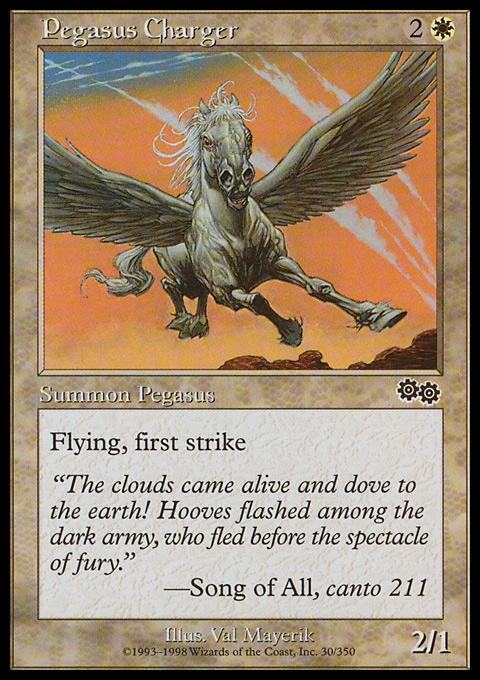 Pegasus Charger 2
Summon Pegasus
Flying, first strike
“The clouds came alive and dove to
the earth! Hooves flashed among the
dark army, who fled before the spectacle
of fury.”
—Song of All, canto 211
Illus. Val Mayerik
2/1
©1993–1998 Wizards of the Coast, Inc. 30/350